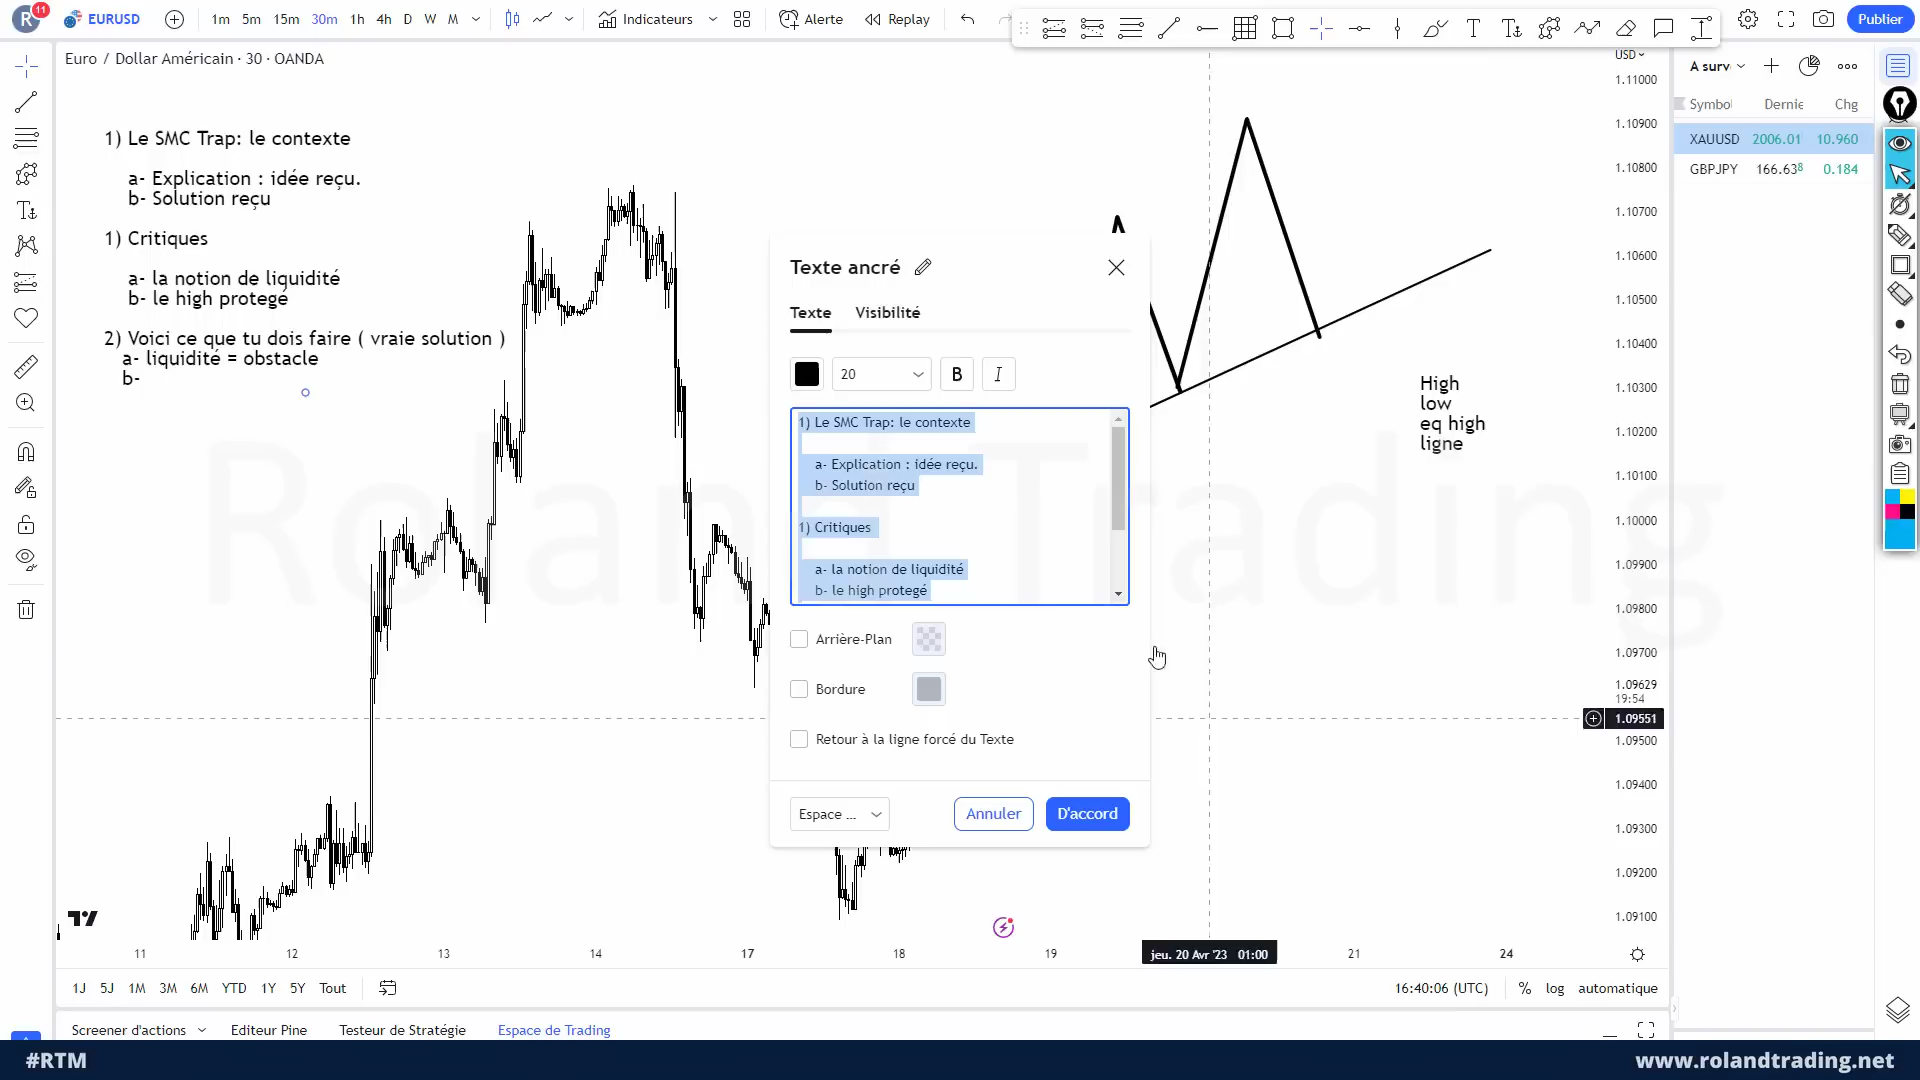 R 11 EURUSD 1m 5m 15m 30m 1h 4h D W M Indicateurs Alerte Replay Publier
Euro / Dollar Américain · 30 · OANDA
USD
A surv
Symbol Dernie Chg
XAUUSD 2006.01 10.960
GBPJPY 166.638 0.184
1) Le SMC Trap: le contexte
a- Explication : idée reçu.
b- Solution reçu
1) Critiques
a- la notion de liquidité
b- le high protegé
2) Voici ce que tu dois faire ( vraie solution )
a- liquidité = obstacle
b-
Texte ancré
Texte Visibilité
20 B I
1) Le SMC Trap: le contexte
a- Explication : idée reçu.
b- Solution reçu
1) Critiques
a- la notion de liquidité
b- le high protegé
Arrière-Plan
Bordure
Retour à la ligne forcé du Texte
Espace ... Annuler D'accord
High
low
eq high
ligne
Roland Trading
1.11000
1.10900
1.10800
1.10700
1.10600
1.10500
1.10400
1.10300
1.10200
1.10100
1.10000
1.09900
1.09800
1.09700
1.09629
19:54
1.09551
1.09500
1.09400
1.09300
1.09200
1.09100
11 12 13 14 17 18 19 jeu. 20 Avr '23 01:00 21 24
1J 5J 1M 3M 6M YTD 1Y 5Y Tout 16:40:06 (UTC) % log automatique
Screener d'actions Editeur Pine Testeur de Stratégie Espace de Trading
#RTM www.rolandtrading.net